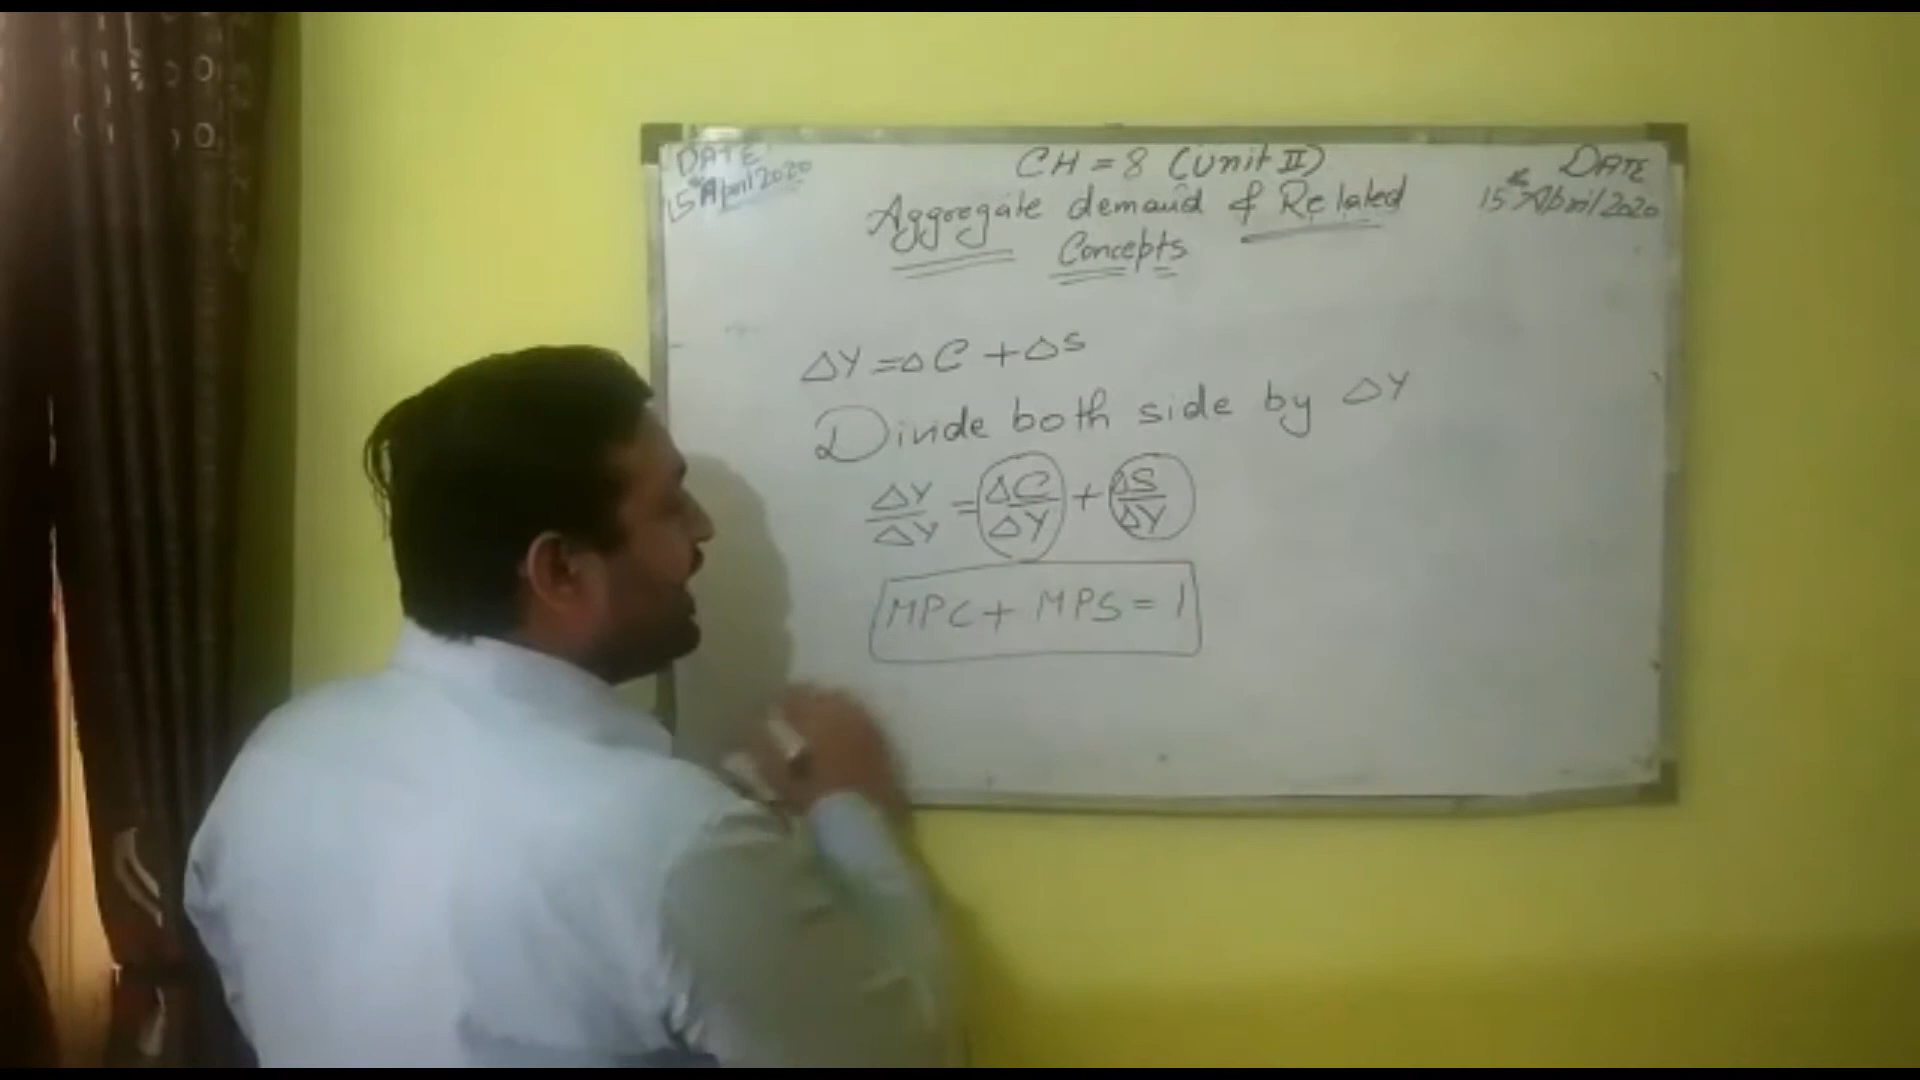 DATE
15th April 2020
CH = 8 (Unit II)
Aggregate demand & Related
Concepts
DATE
15th April 2020
ΔY = ΔC + ΔS
Divide both side by ΔY
ΔY/ΔY = ΔC/ΔY + ΔS/ΔY
MPC + MPS = 1